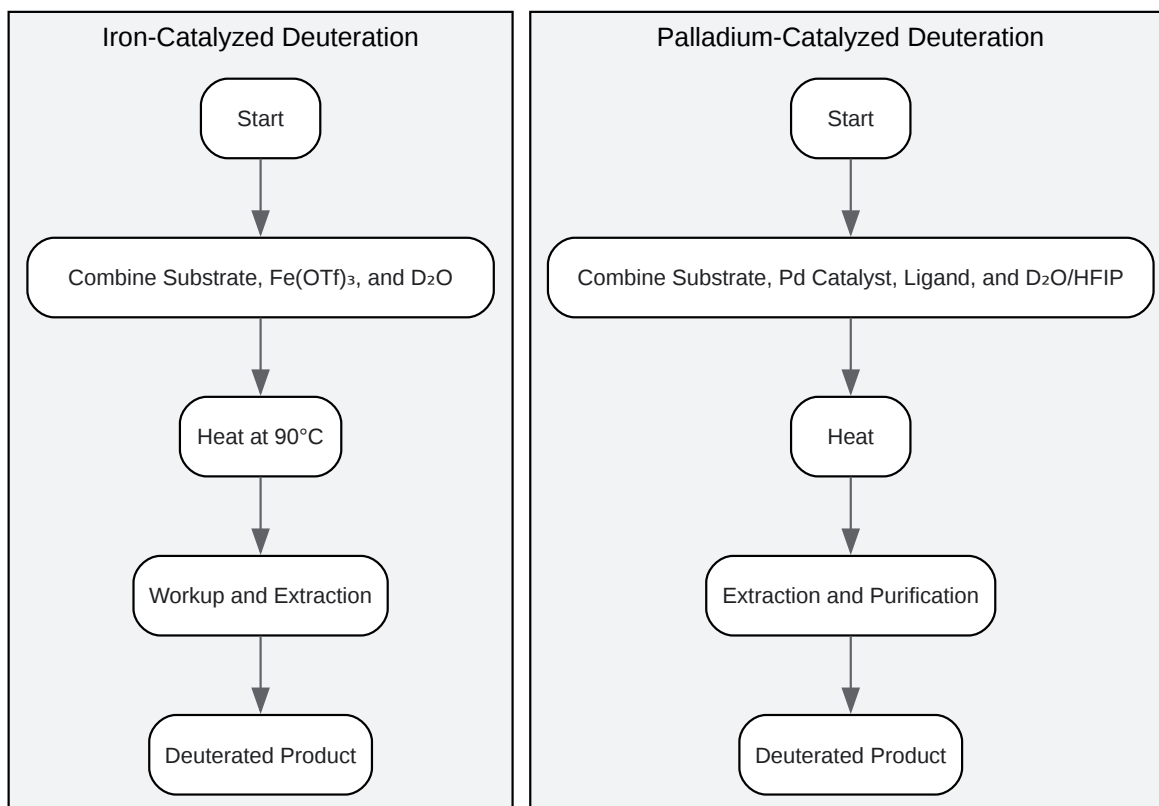 Iron-Catalyzed Deuteration
Start
Combine Substrate, Fe(OTf)₃, and D₂O
Heat at 90°C
Workup and Extraction
Deuterated Product
Palladium-Catalyzed Deuteration
Start
Combine Substrate, Pd Catalyst, Ligand, and D₂O/HFIP
Heat
Extraction and Purification
Deuterated Product